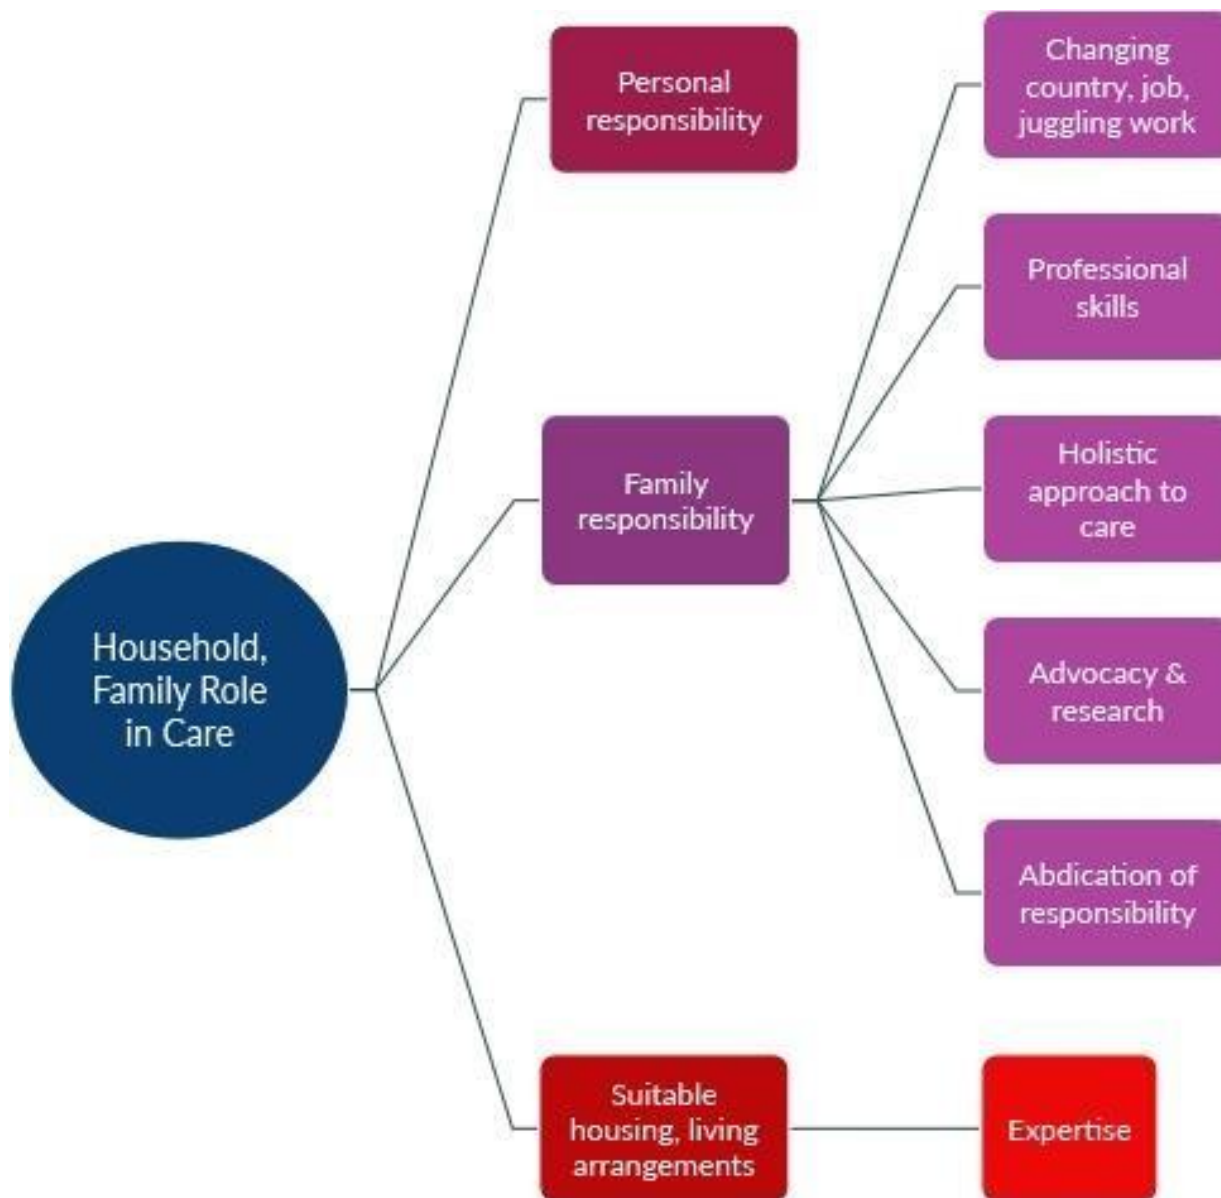 Household,
Family Role
in Care
Personal
responsibility
Family
responsibility
Changing
country, job,
juggling work
Professional
skills
Holistic
approach to
care
Advocacy &
research
Abdication of
responsibility
Suitable
housing, living
arrangements
Expertise